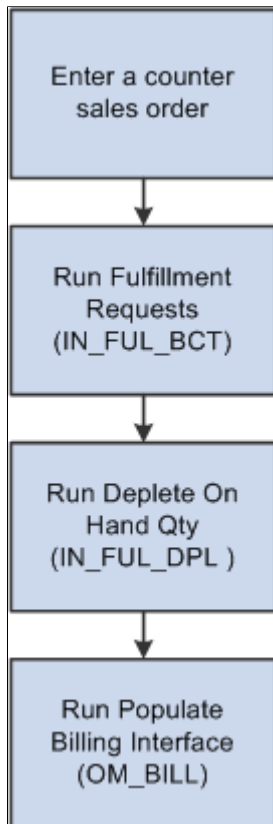 Enter a counter
sales order
Run Fulfillment
Requests
(IN_FUL_BCT)
Run Deplete On
Hand Qty
(IN_FUL_DPL )
Run Populate
Billing Interface
(OM_BILL)